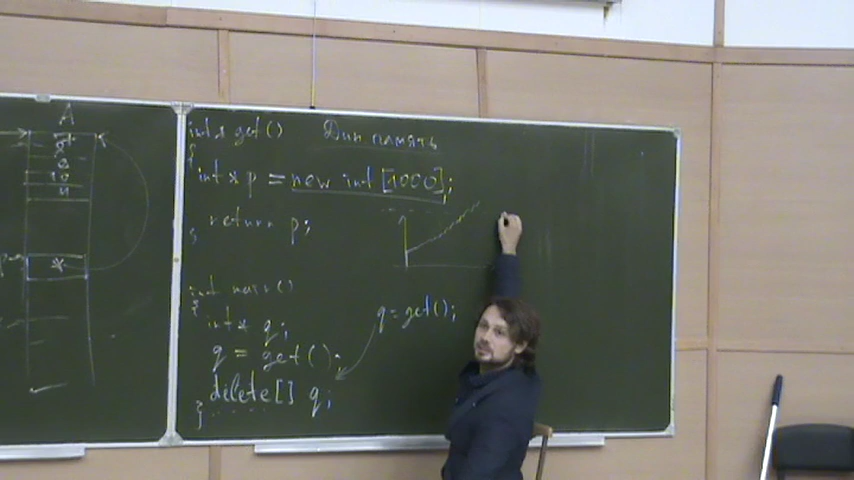 A
int* get()
Дин память
{
int * p = new int [1000];
return p;
}
int main()
{
int* q;
q = get();
q = get();
delete[] q;
}
p
*